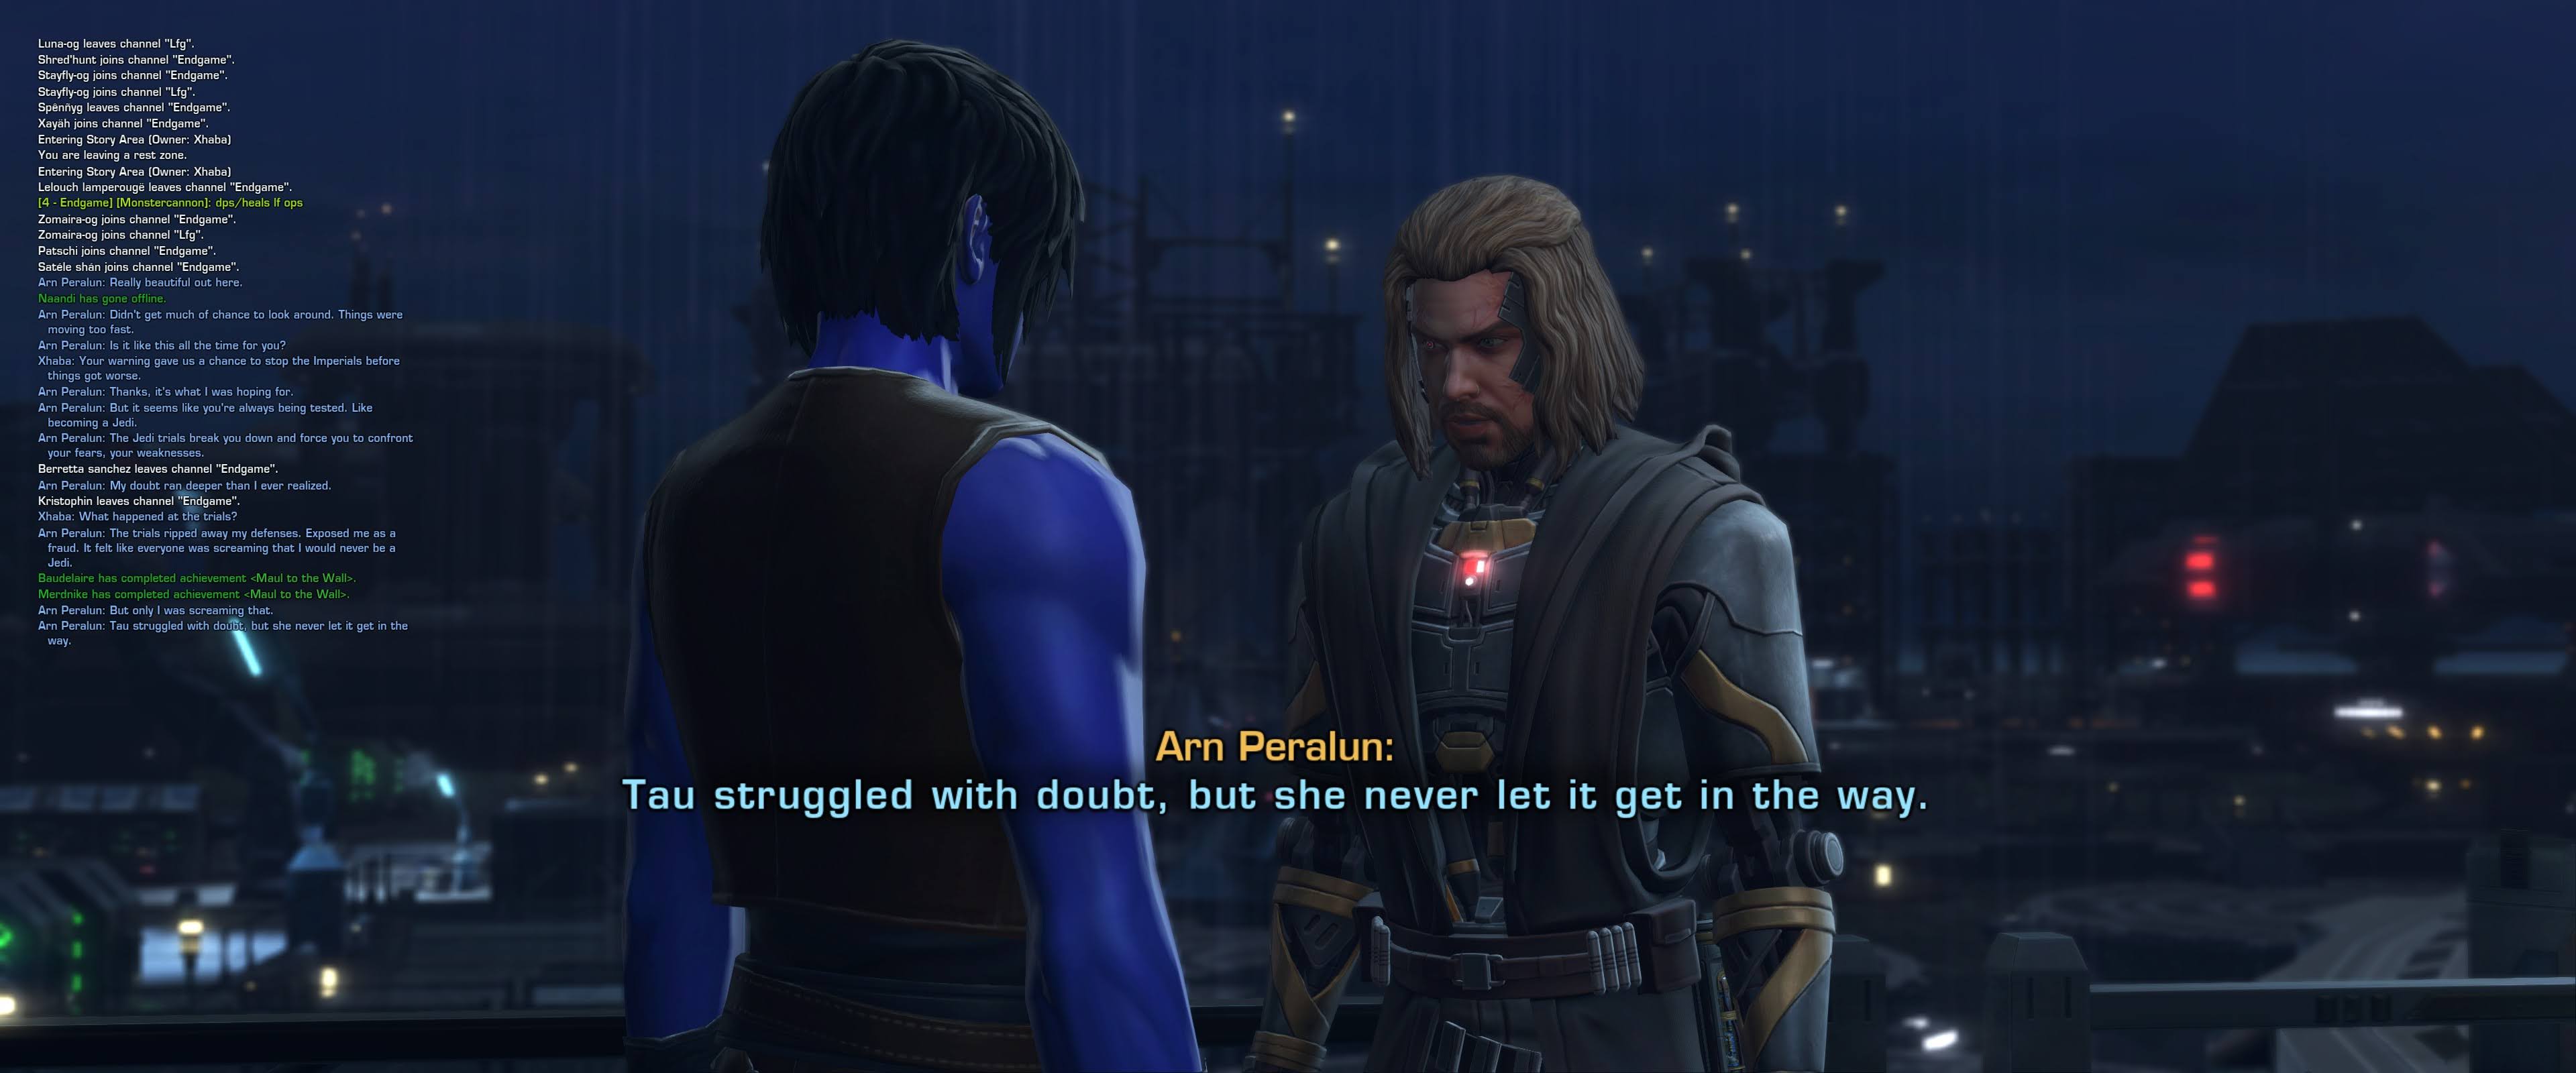 Luna-og leaves channel "Lfg".
Shred'hunt joins channel "Endgame".
Stayfly-og joins channel "Endgame".
Stayfly-og joins channel "Lfg".
Spênñyg leaves channel "Endgame".
Xayäh joins channel "Endgame".
Entering Story Area (Owner: Xhaba)
You are leaving a rest zone.
Entering Story Area (Owner: Xhaba)
Lelouch lamperougë leaves channel "Endgame".
[4 - Endgame] [Monstercannon]: dps/heals lf ops
Zomaira-og joins channel "Endgame".
Zomaira-og joins channel "Lfg".
Patschi joins channel "Endgame".
Satéle shán joins channel "Endgame".
Arn Peralun: Really beautiful out here.
Naandi has gone offline.
Arn Peralun: Didn't get much of chance to look around. Things were
moving too fast.
Arn Peralun: Is it like this all the time for you?
Xhaba: Your warning gave us a chance to stop the Imperials before
things got worse.
Arn Peralun: Thanks, it's what I was hoping for.
Arn Peralun: But it seems like you're always being tested. Like
becoming a Jedi.
Arn Peralun: The Jedi trials break you down and force you to confront
your fears, your weaknesses.
Berretta sanchez leaves channel "Endgame".
Arn Peralun: My doubt ran deeper than I ever realized.
Kristophin leaves channel "Endgame".
Xhaba: What happened at the trials?
Arn Peralun: The trials ripped away my defenses. Exposed me as a
fraud. It felt like everyone was screaming that I would never be a
Jedi.
Baudelaire has completed achievement <Maul to the Wall>.
Merdnike has completed achievement <Maul to the Wall>.
Arn Peralun: But only I was screaming that.
Arn Peralun: Tau struggled with doubt, but she never let it get in the
way.
Arn Peralun:
Tau struggled with doubt, but she never let it get in the way.